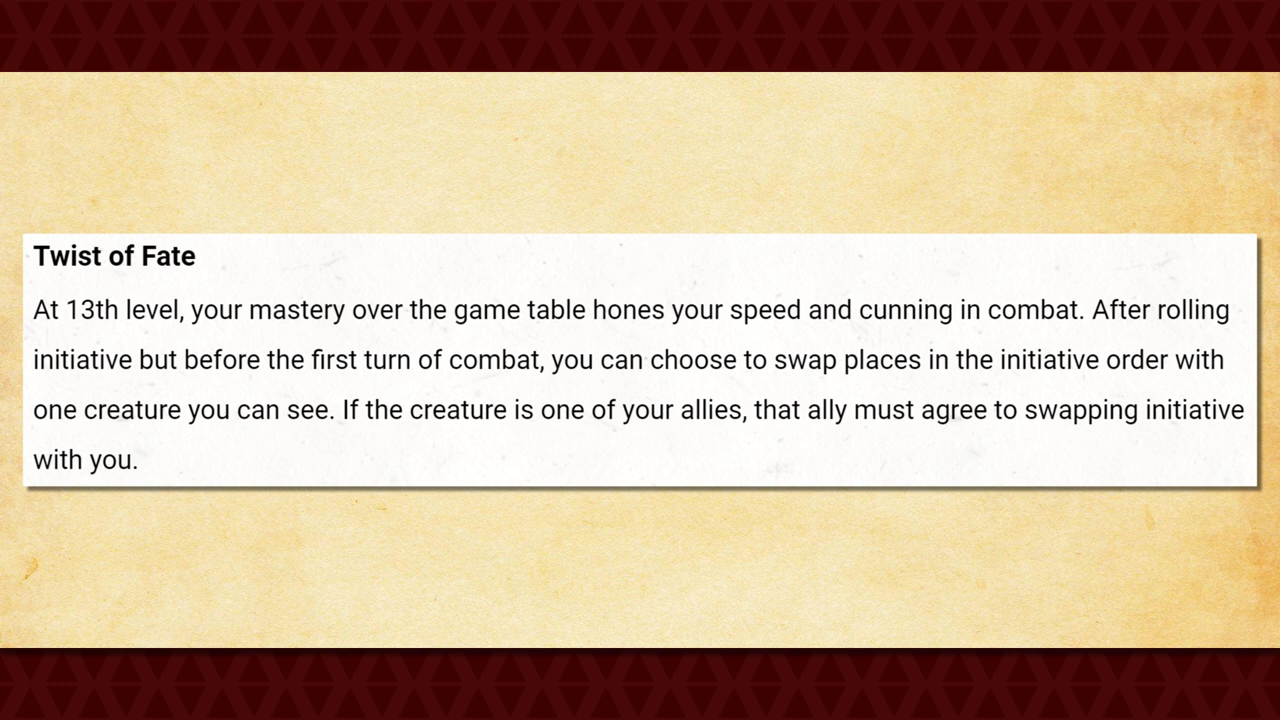 Twist of Fate
At 13th level, your mastery over the game table hones your speed and cunning in combat. After rolling
initiative but before the first turn of combat, you can choose to swap places in the initiative order with
one creature you can see. If the creature is one of your allies, that ally must agree to swapping initiative
with you.